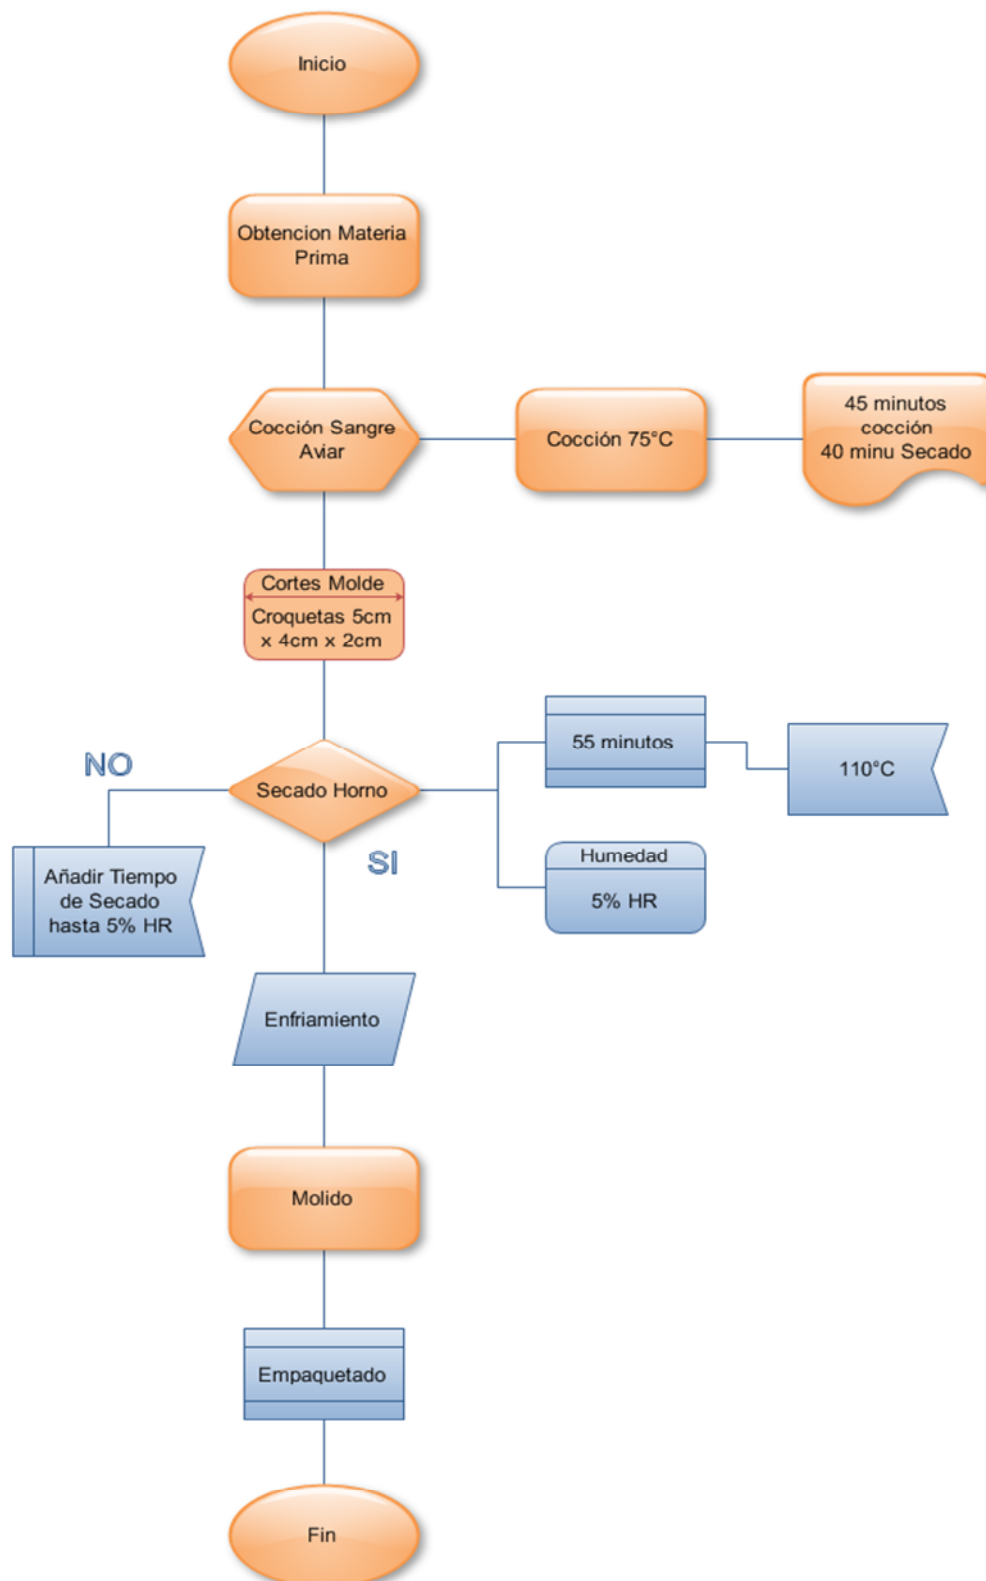 Inicio
Obtencion Materia
Prima
Cocción Sangre
Aviar
Cocción 75°C
45 minutos
cocción
40 minu Secado
Cortes Molde
Croquetas 5cm
x 4cm x 2cm
NO
Secado Horno
SI
55 minutos
110°C
Humedad
5% HR
Añadir Tiempo
de Secado
hasta 5% HR
Enfriamiento
Molido
Empaquetado
Fin